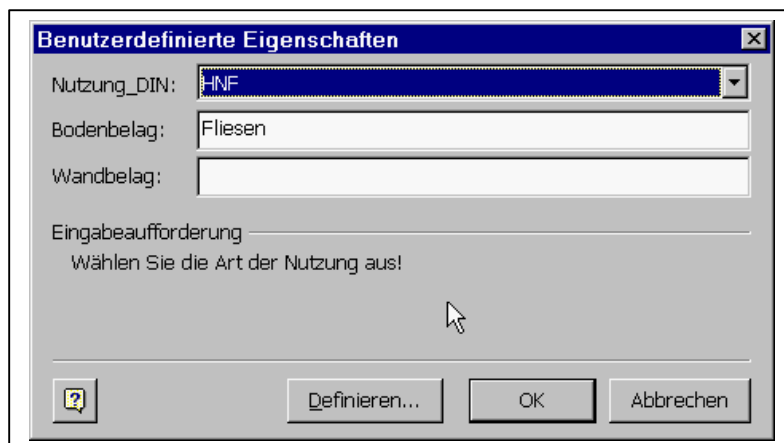 Benutzerdefinierte Eigenschaften
Nutzung_DIN: HNF
Bodenbelag: Fliesen
Wandbelag:
Eingabeaufforderung
Wählen Sie die Art der Nutzung aus!
Definieren... OK Abbrechen